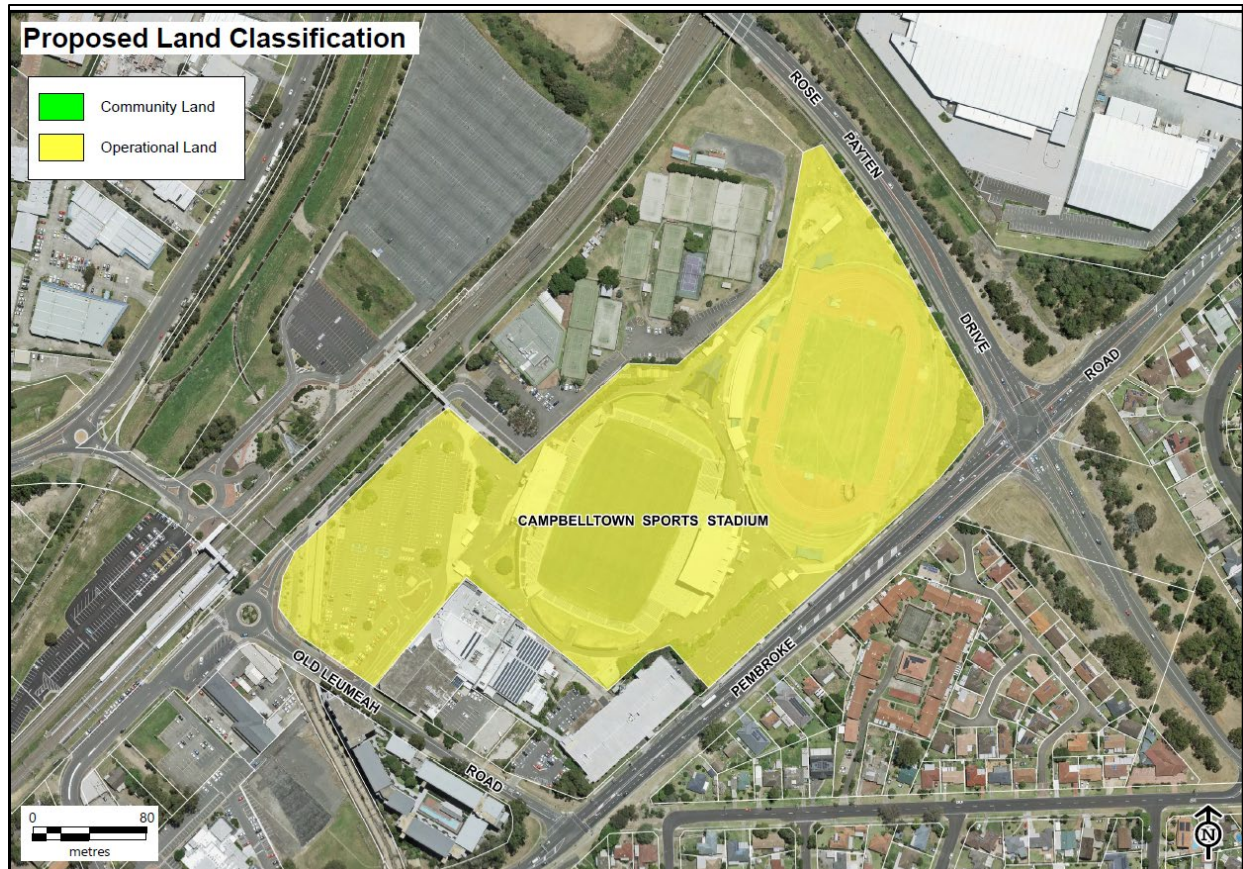 Proposed Land Classification
Community Land
Operational Land
ROSE
PAYTEN
DRIVE
ROAD
CAMPBELLTOWN SPORTS STADIUM
PEMBROKE
OLD LEUMEAH
ROAD
0 80
metres
N